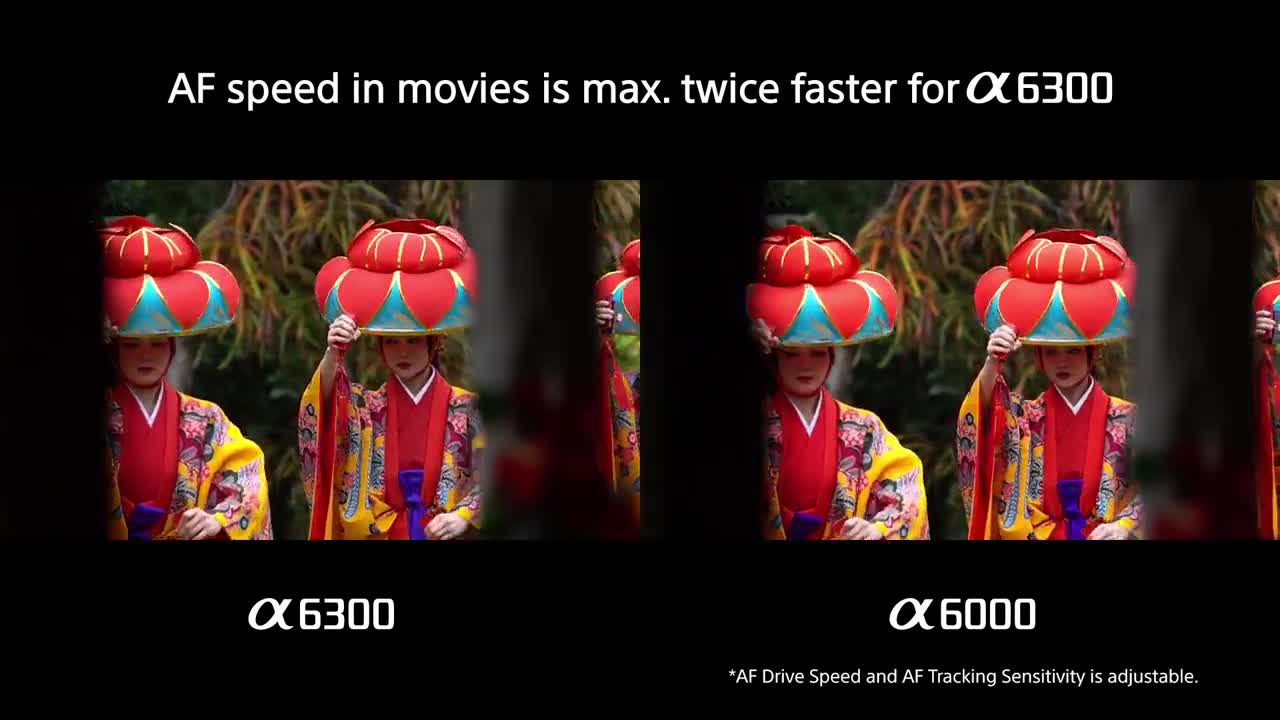 AF speed in movies is max. twice faster for α6300
α6300
α6000
*AF Drive Speed and AF Tracking Sensitivity is adjustable.